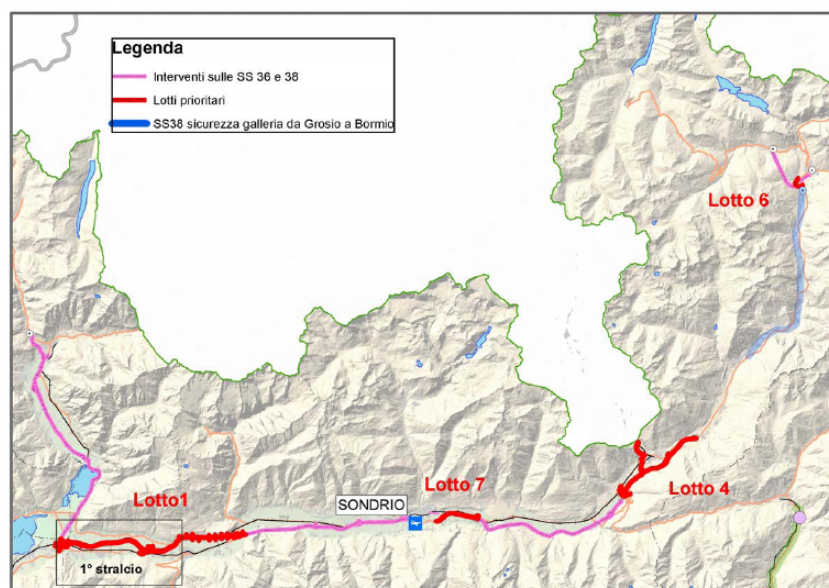 Legenda
Interventi sulle SS 36 e 38
Lotti prioritari
SS38 sicurezza galleria da Grosio a Bormio
Lotto 6
Lotto 7
Lotto 4
Lotto1
SONDRIO
1° stralcio